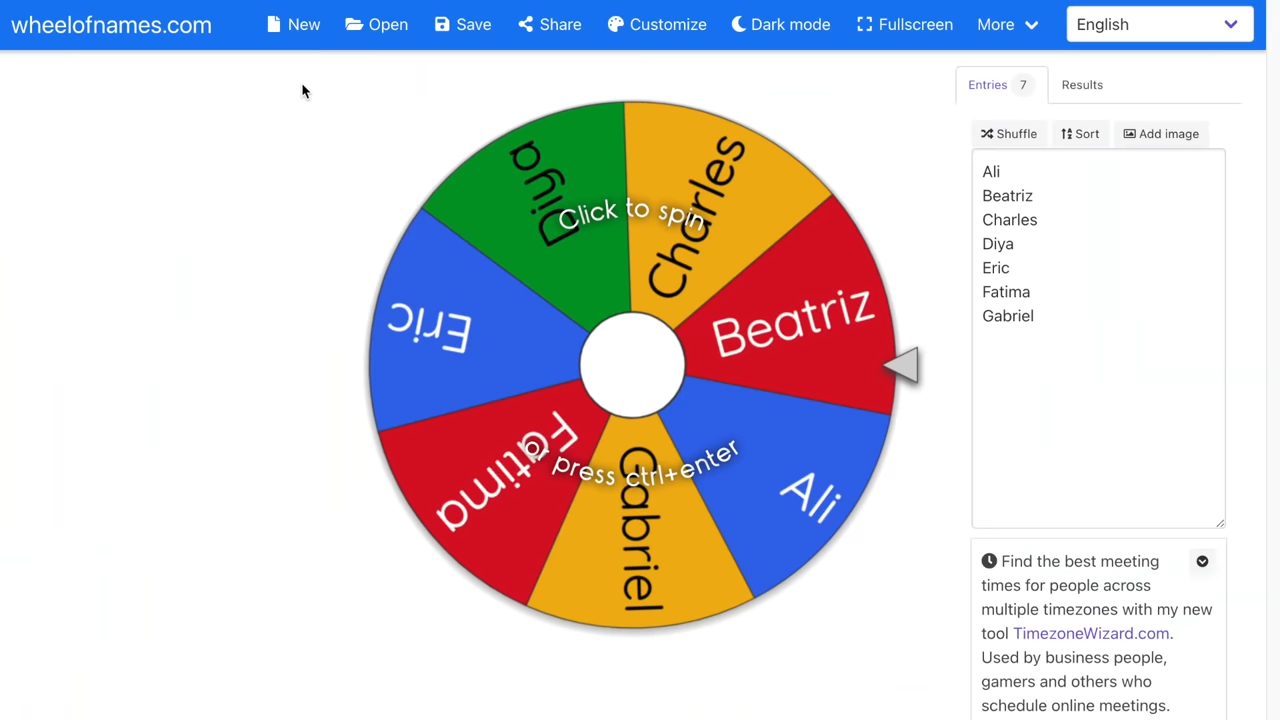 wheelofnames.com
New
Open
Save
Share
Customize
Dark mode
Fullscreen
More
English
Entries 7
Results
Shuffle
Sort
Add image
Ali
Beatriz
Charles
Diya
Eric
Fatima
Gabriel
Diya
Charles
Click to spin
Eric
Beatriz
Fatima
or press ctrl+enter
Gabriel
Ali
Find the best meeting
times for people across
multiple timezones with my new
tool TimezoneWizard.com.
Used by business people,
gamers and others who
schedule online meetings.